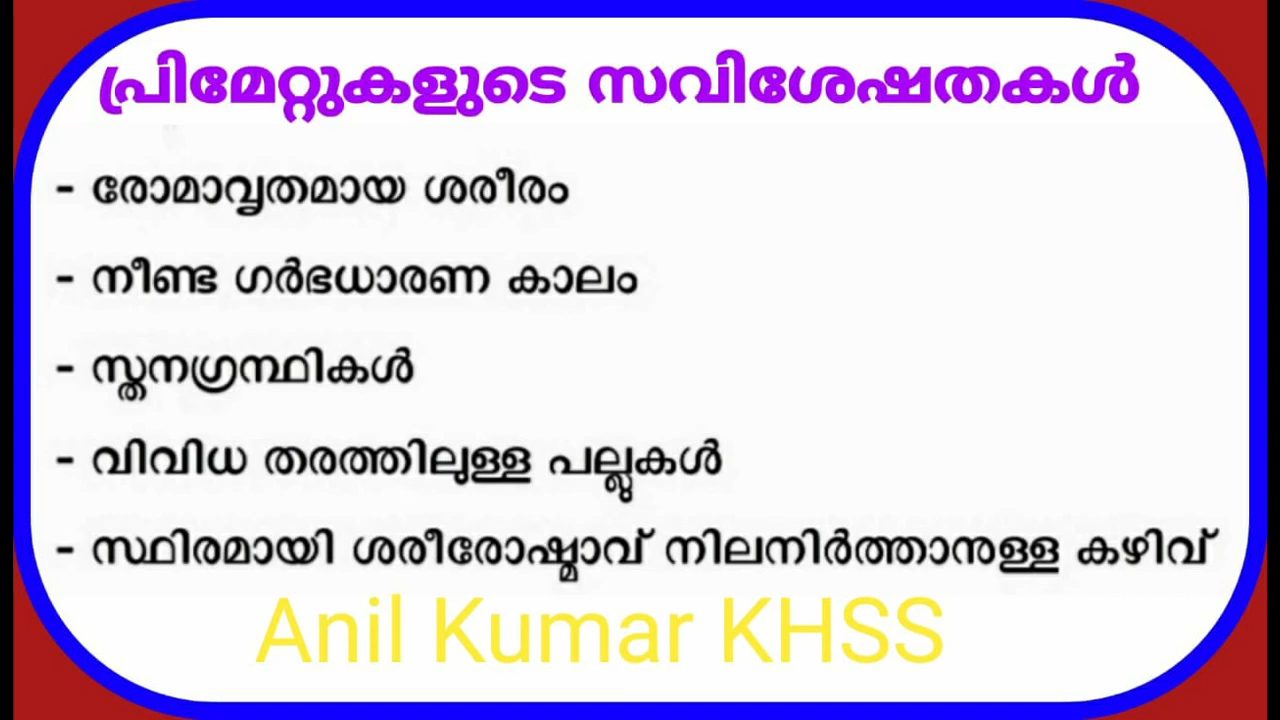 പ്രിമേറ്റുകളുടെ സവിശേഷതകൾ
- രോമാവൃതമായ ശരീരം
- നീണ്ട ഗർഭധാരണ കാലം
- സ്തനഗ്രന്ഥികൾ
- വിവിധ തരത്തിലുള്ള പല്ലുകൾ
- സ്ഥിരമായി ശരീരോഷ്മാവ് നിലനിർത്താനുള്ള കഴിവ്
Anil Kumar KHSS